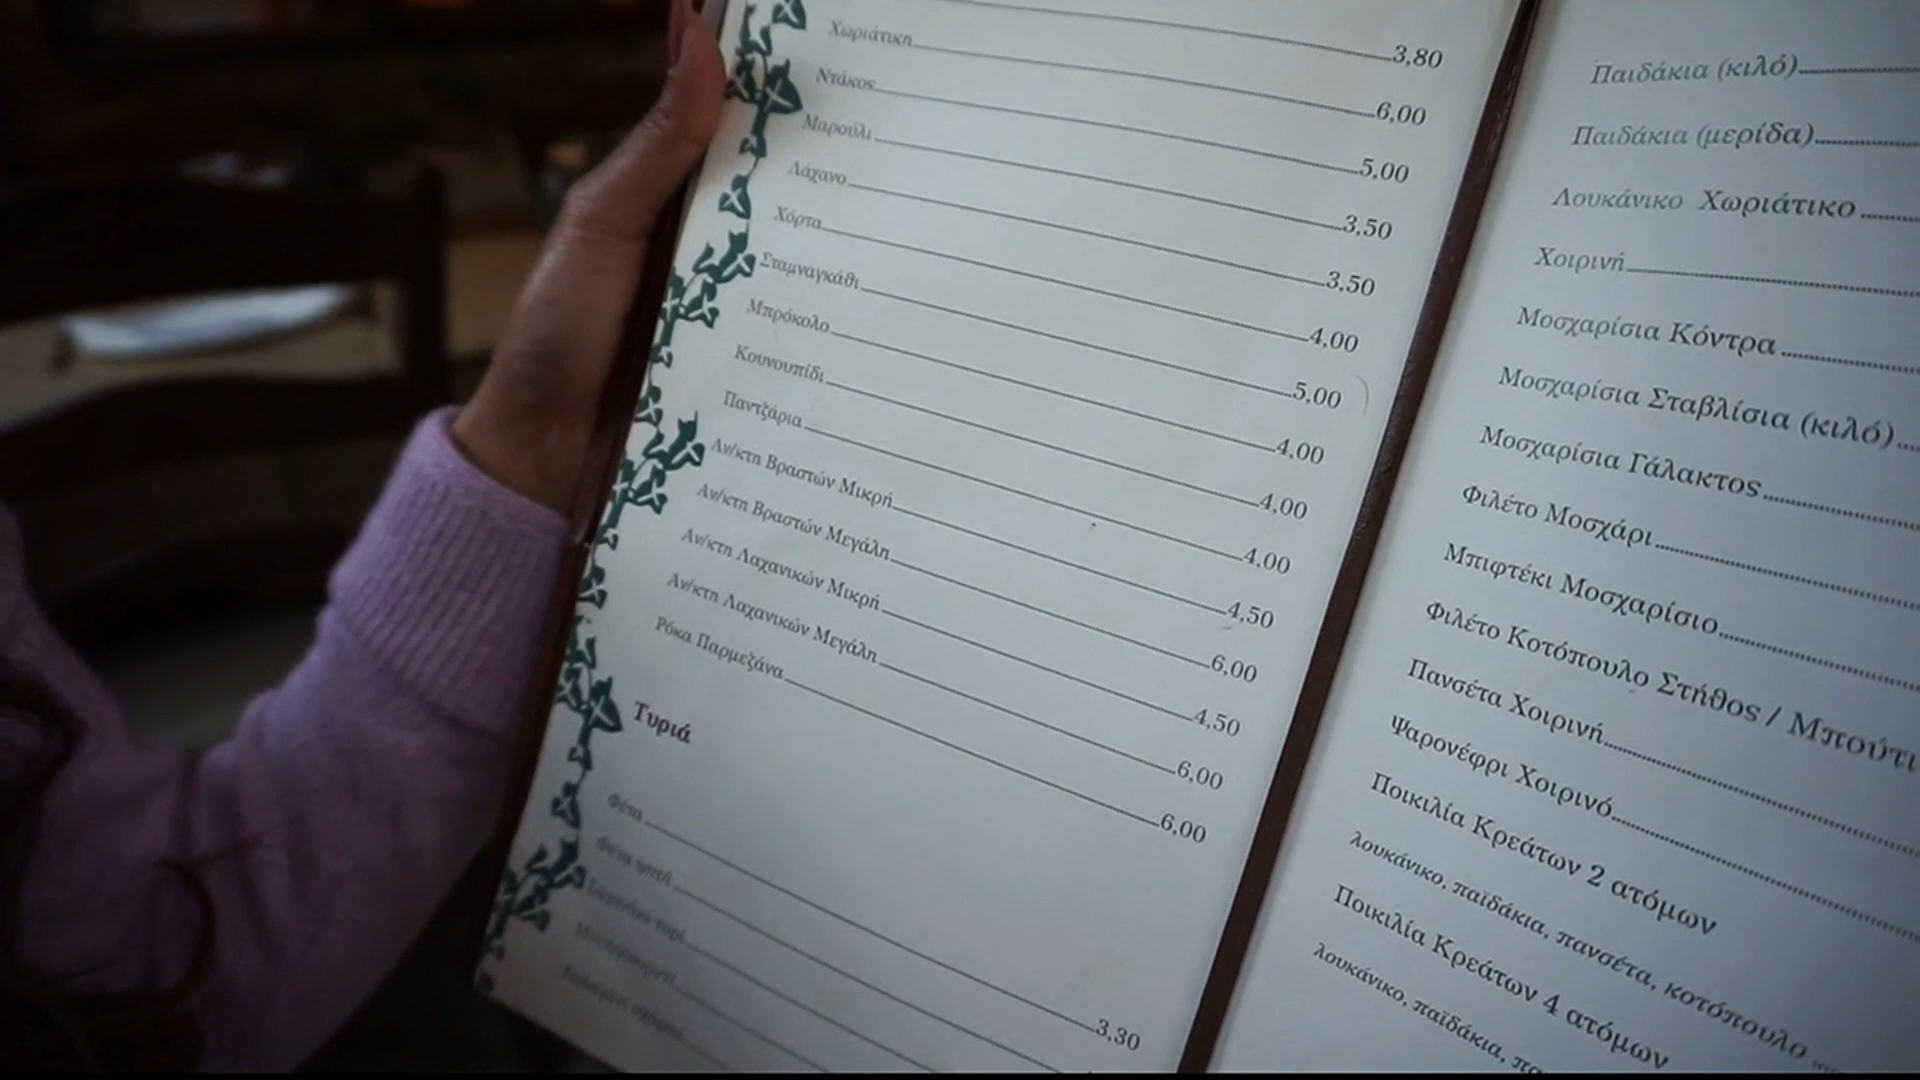 3,80
Χωριάτικη 6,00
Ντάκος 5,00
Μαρούλι 3,50
Λάχανο 3,50
Χόρτα 4,00
Σταμναγκάθι 5,00
Μπρόκολο 4,00
Κουνουπίδι 4,00
Παντζάρια 4,00
Αν/κτη Βραστών Μικρή 4,50
Αν/κτη Βραστών Μεγάλη 6,00
Αν/κτη Λαχανικών Μικρή 4,50
Αν/κτη Λαχανικών Μεγάλη 6,00
Ρόκα Παρμεζάνα 6,00
Τυριά
Φέτα 3,30
Φέτα ψητή
Παιδάκια (κιλό)
Παιδάκια (μερίδα)
Λουκάνικο Χωριάτικο
Χοιρινή
Μοσχαρίσια Κόντρα
Μοσχαρίσια Σταβλίσια (κιλό)
Μοσχαρίσια Γάλακτος
Φιλέτο Μοσχάρι
Μπιφτέκι Μοσχαρίσιο
Φιλέτο Κοτόπουλο Στήθος / Μπούτι
Πανσέτα Χοιρινή
Ψαρονέφρι Χοιρινό
Ποικιλία Κρεάτων 2 ατόμων
λουκάνικο, παϊδάκια, πανσέτα, κοτόπουλο
Ποικιλία Κρεάτων 4 ατόμων
λουκάνικο, παϊδάκια,